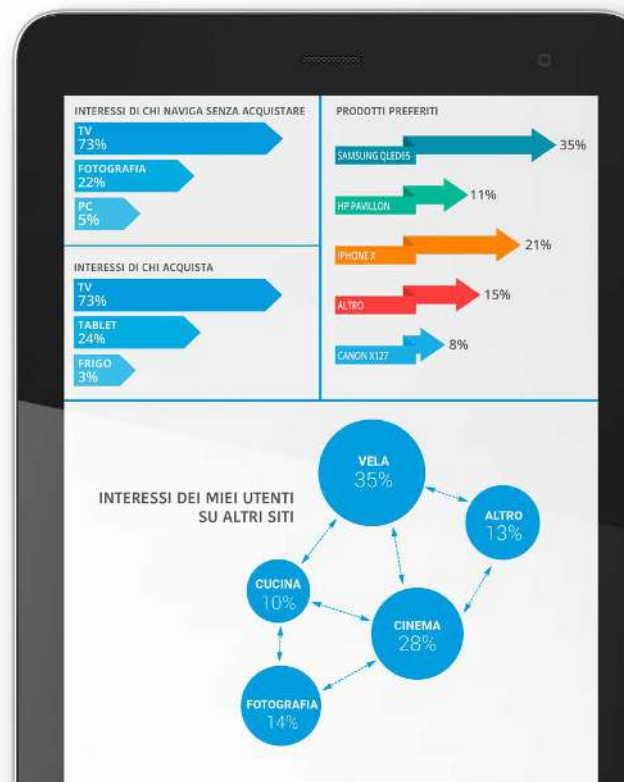 INTERESSI DI CHI NAVIGA SENZA ACQUISTARE
TV
73%
FOTOGRAFIA
22%
PC
5%
INTERESSI DI CHI ACQUISTA
TV
73%
TABLET
24%
FRIGO
3%
PRODOTTI PREFERITI
SAMSUNG QLED65
35%
HP PAVILLON
11%
IPHONE X
21%
ALTRO
15%
CANON X127
8%
INTERESSI DEI MIEI UTENTI
SU ALTRI SITI
VELA
35%
ALTRO
13%
CUCINA
10%
CINEMA
28%
FOTOGRAFIA
14%